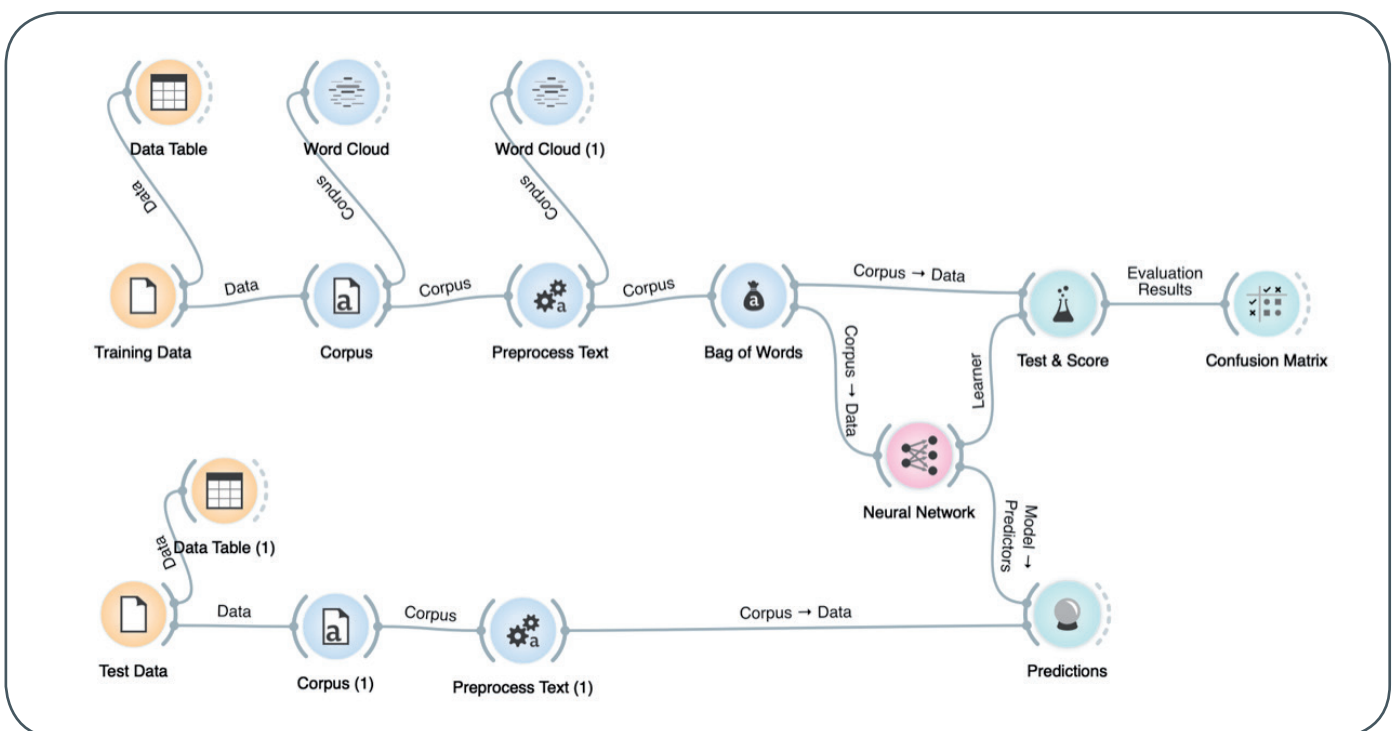 Data Table
Word Cloud
Word Cloud (1)
Data
Corpus
Corpus
Data
Corpus
Corpus
Corpus → Data
Evaluation
Results
Training Data
Corpus
Preprocess Text
Bag of Words
Test & Score
Confusion Matrix
Corpus → Data
Learner
Neural Network
Model →
Predictors
Data Table (1)
Data
Data
Corpus
Corpus → Data
Test Data
Corpus (1)
Preprocess Text (1)
Predictions
a
a
a
a
a